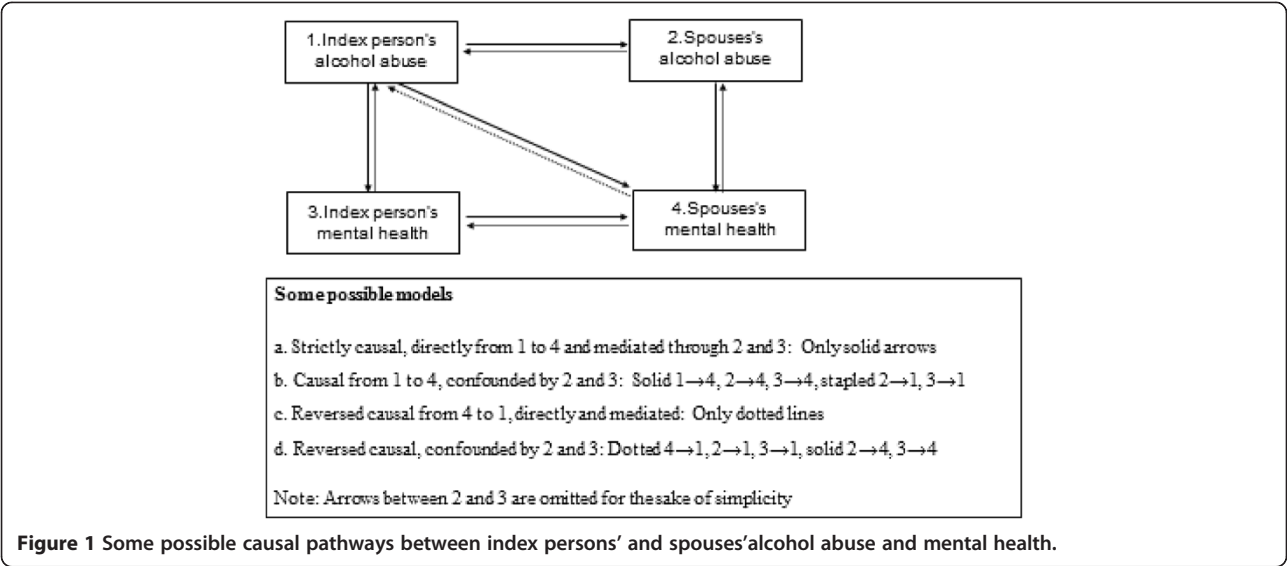 1.Index person's
alcohol abuse
2.Spouses's
alcohol abuse
3.Index person's
mental health
4.Spouses's
mental health
Some possible models
a. Strictly causal, directly from 1 to 4 and mediated through 2 and 3: Only solid arrows
b. Causal from 1 to 4, confounded by 2 and 3: Solid 1→4, 2→4, 3→4, stapled 2→1, 3→1
c. Reversed causal from 4 to 1, directly and mediated: Only dotted lines
d. Reversed causal, confounded by 2 and 3: Dotted 4→1, 2→1, 3→1, solid 2→4, 3→4
Note: Arrows between 2 and 3 are omitted for the sake of simplicity
Figure 1 Some possible causal pathways between index persons' and spouses'alcohol abuse and mental health.